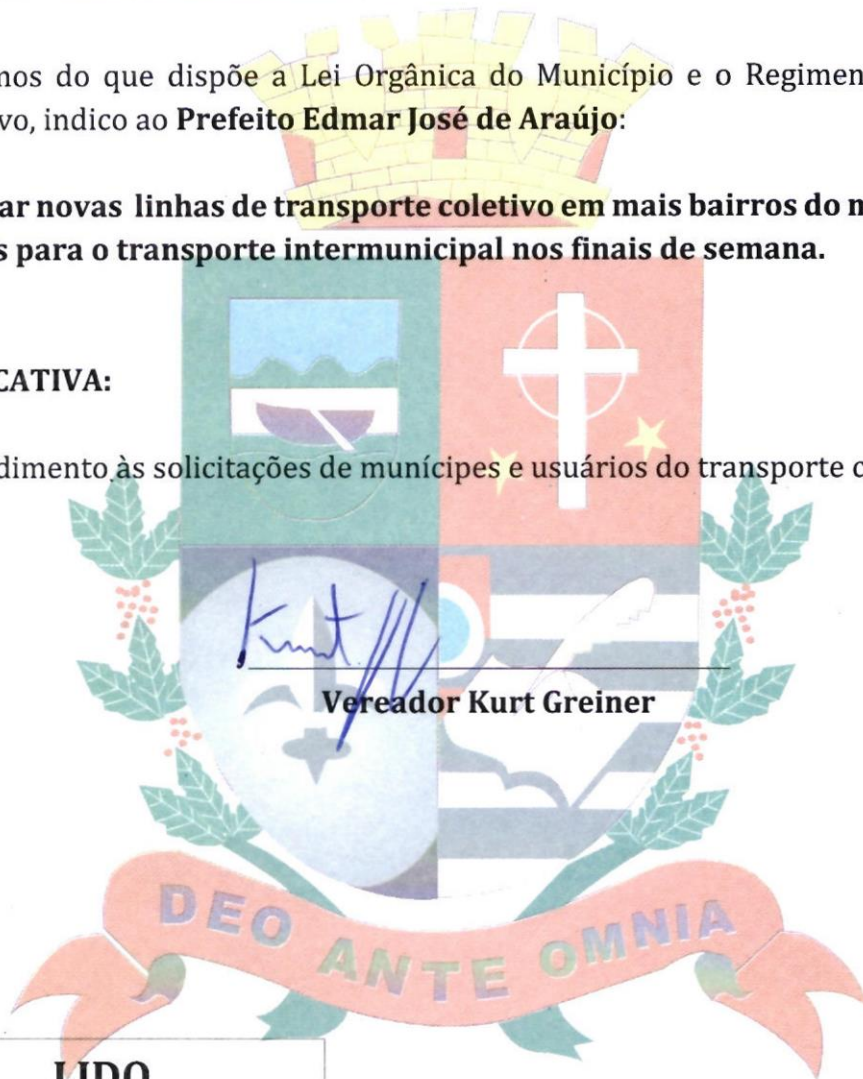 mos do que dispõe a Lei Orgânica do Município e o Regimen
vo, indico ao Prefeito Edmar José de Araújo:
ar novas linhas de transporte coletivo em mais bairros do m
s para o transporte intermunicipal nos finais de semana.
CATIVA:
dimento às solicitações de munícipes e usuários do transporte c
Kurt
Vereador Kurt Greiner
DEO ANTE OMNIA
LIDO